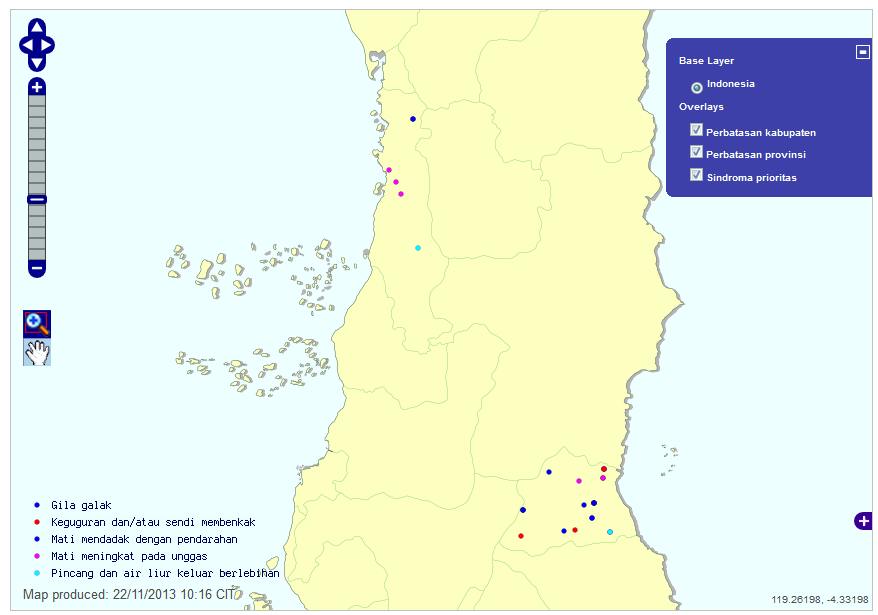 Base Layer
Indonesia
Overlays
Perbatasan kabupaten
Perbatasan provinsi
Sindroma prioritas
Gila galak
Keguguran dan/atau sendi membenkak
Mati mendadak dengan pendarahan
Mati meningkat pada unggas
Pincang dan air liur keluar berlebihan
Map produced: 22/11/2013 10:16 CIT
119.26198, -4.33198